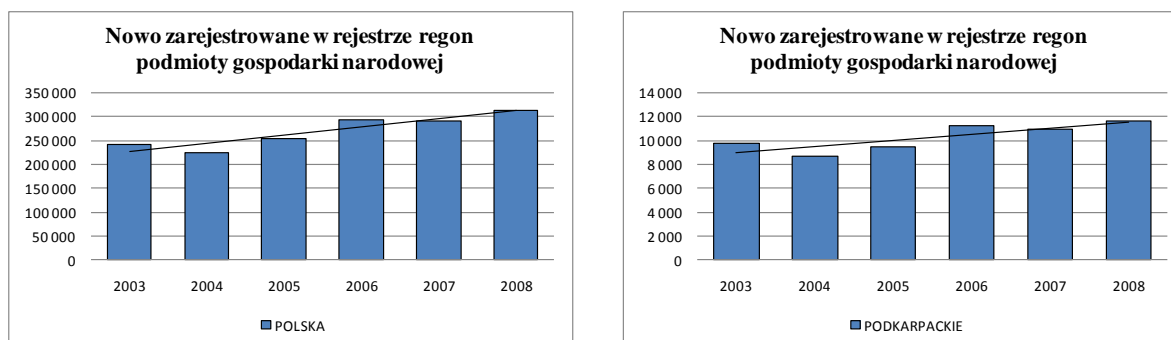 Nowo zarejestrowane w rejestrze regon
podmioty gospodarki narodowej
350 000
300 000
250 000
200 000
150 000
100 000
50 000
0
2003 2004 2005 2006 2007 2008
POLSKA
Nowo zarejestrowane w rejestrze regon
podmioty gospodarki narodowej
14 000
12 000
10 000
8 000
6 000
4 000
2 000
0
2003 2004 2005 2006 2007 2008
PODKARPACKIE